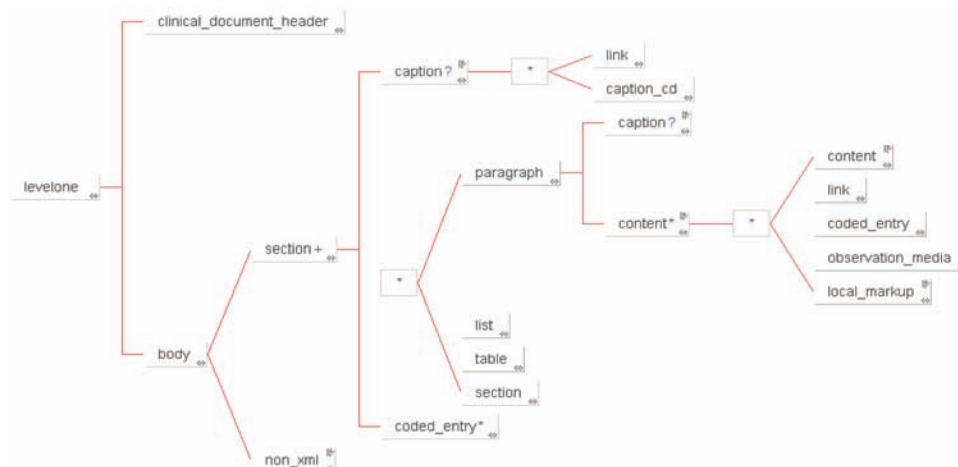 clinical_document_header
link
caption?
*
caption_cd
caption?
content
levelone
paragraph
link
content*
*
coded_entry
section+
observation_media
*
local_markup
list
body
table
section
coded_entry*
non_xml